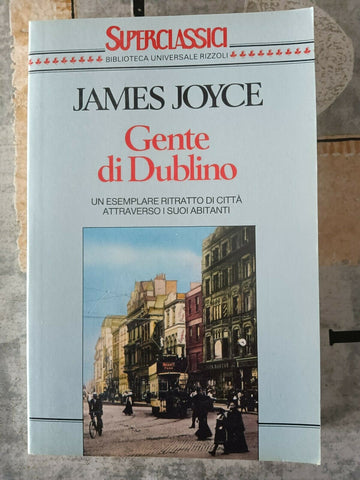 SUPERCLASSICI
BIBLIOTECA UNIVERSALE RIZZOLI
JAMES JOYCE
Gente
di Dublino
UN ESEMPLARE RITRATTO DI CITTÀ
ATTRAVERSO I SUOI ABITANTI